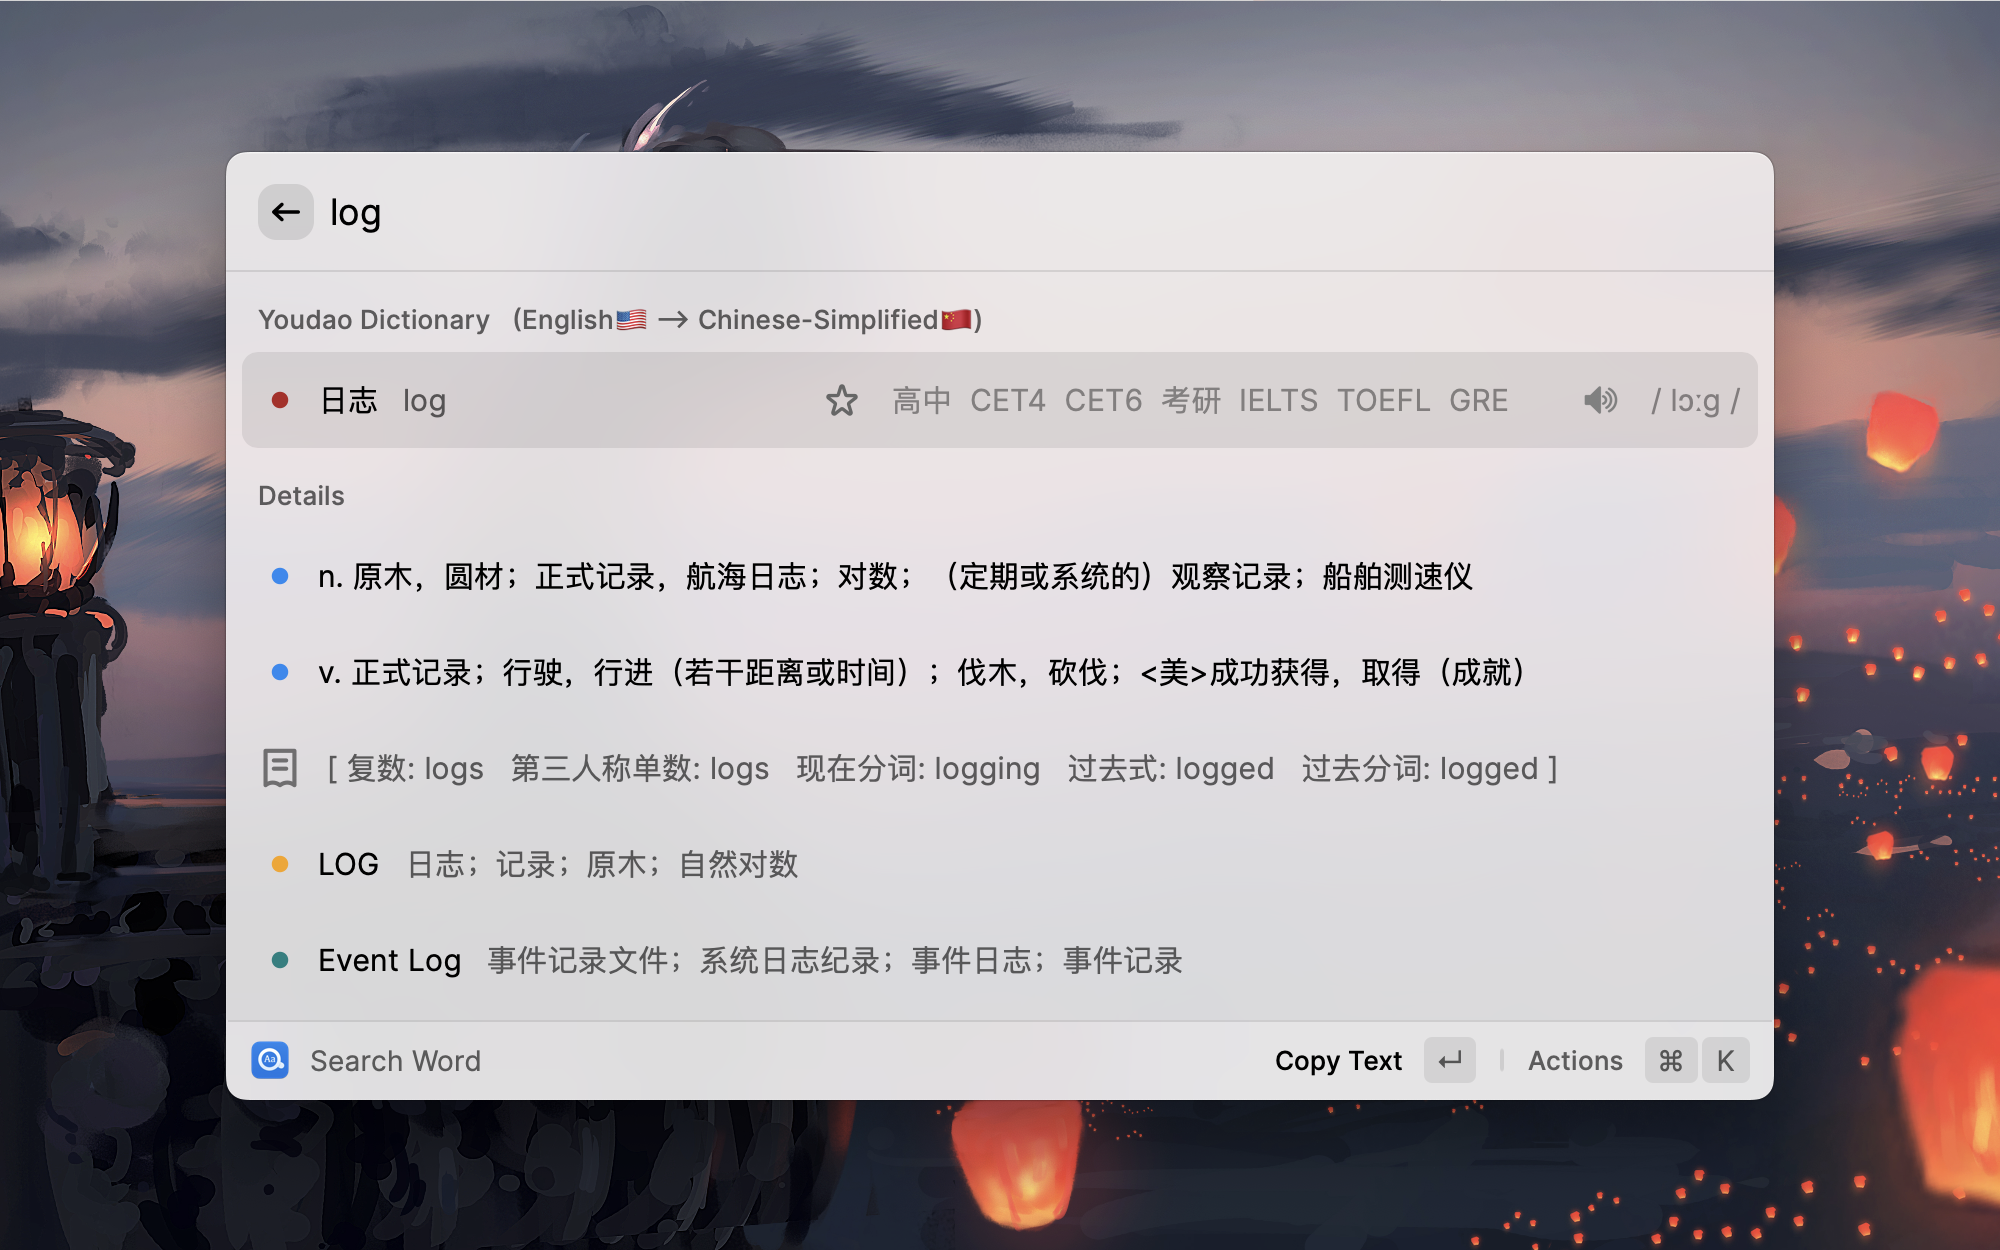 log
Youdao Dictionary (English🇺🇸 → Chinese-Simplified🇨🇳)
日志 log 高中 CET4 CET6 考研 IELTS TOEFL GRE / lɔːg /
Details
n. 原木，圆材；正式记录，航海日志；对数；（定期或系统的）观察记录；船舶测速仪
v. 正式记录；行驶，行进（若干距离或时间）；伐木，砍伐；<美>成功获得，取得（成就）
[ 复数: logs 第三人称单数: logs 现在分词: logging 过去式: logged 过去分词: logged ]
LOG 日志；记录；原木；自然对数
Event Log 事件记录文件；系统日志纪录；事件日志；事件记录
Aa Search Word Copy Text ↵ Actions ⌘ K